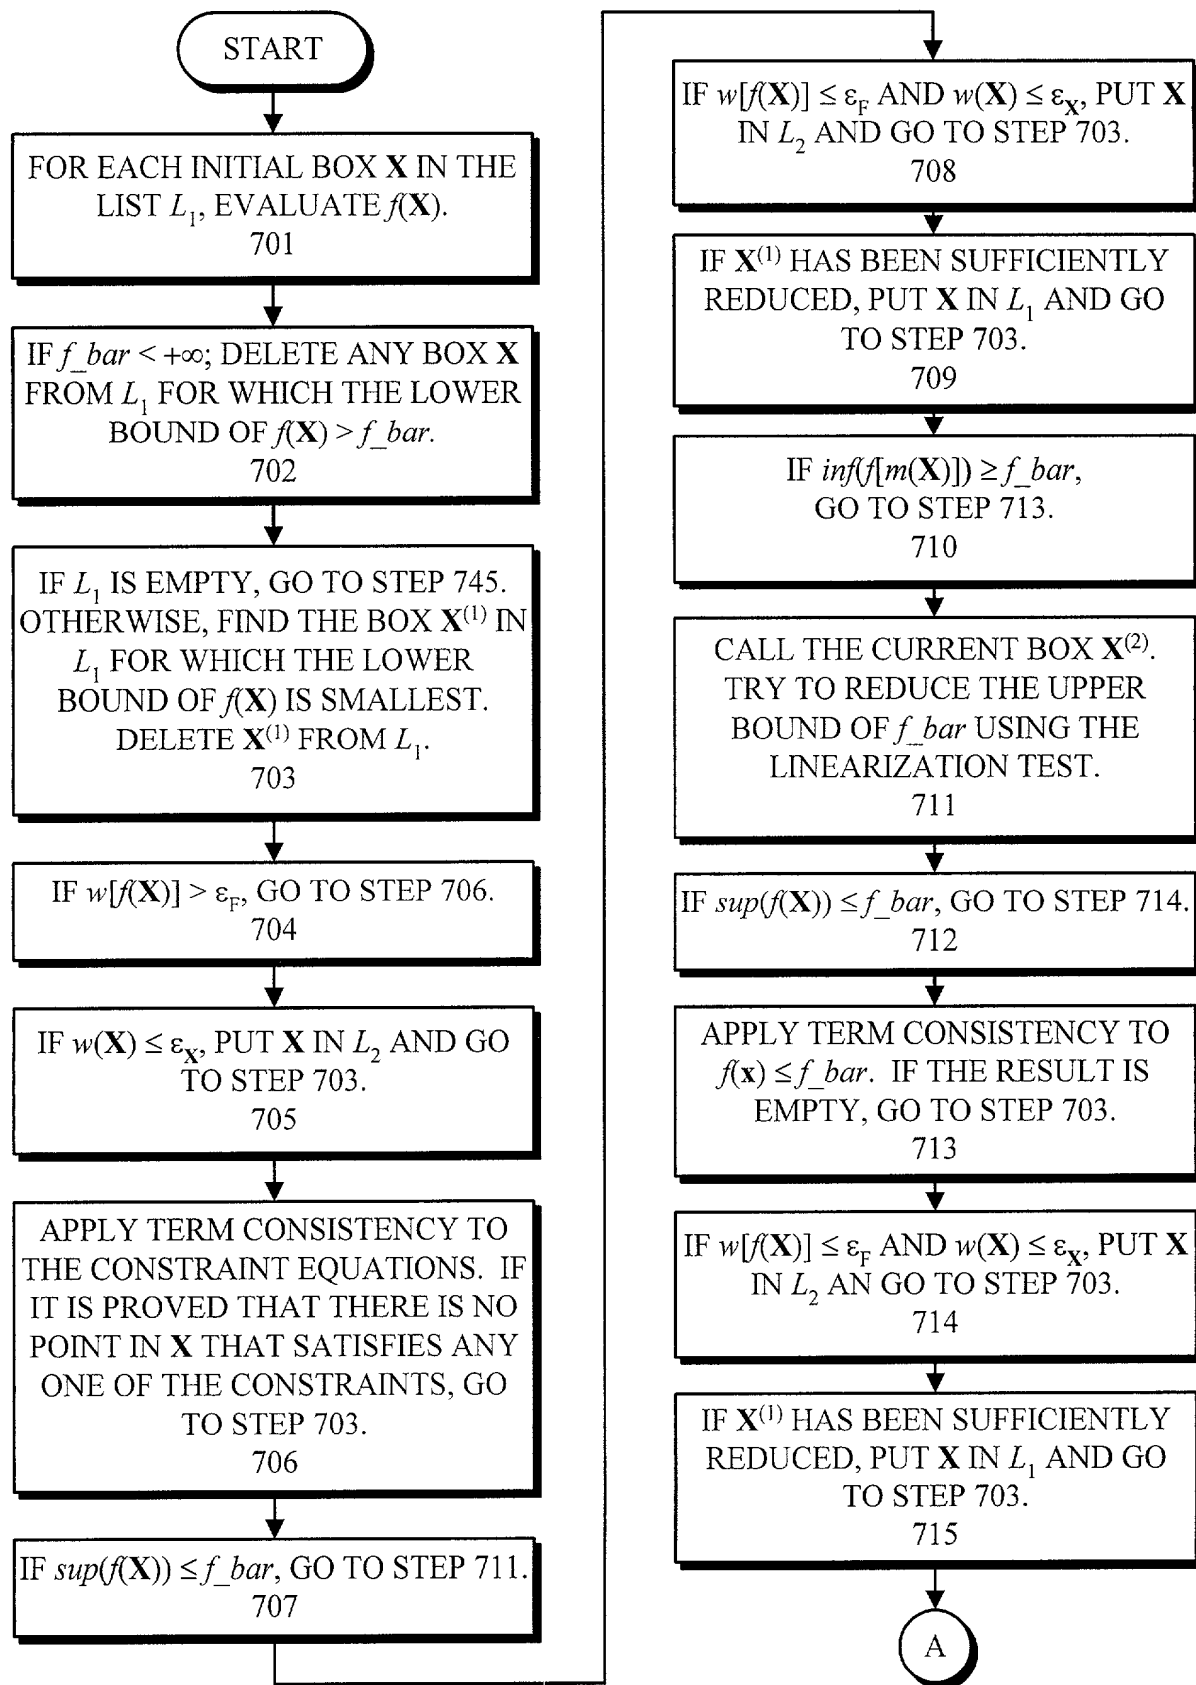 START
FOR EACH INITIAL BOX X IN THE
LIST L₁, EVALUATE f(X).
701
IF f_bar < +∞; DELETE ANY BOX X
FROM L₁ FOR WHICH THE LOWER
BOUND OF f(X) > f_bar.
702
IF L₁ IS EMPTY, GO TO STEP 745.
OTHERWISE, FIND THE BOX X⁽¹⁾ IN
L₁ FOR WHICH THE LOWER
BOUND OF f(X) IS SMALLEST.
DELETE X⁽¹⁾ FROM L₁.
703
IF w[f(X)] > ε_F, GO TO STEP 706.
704
IF w(X) ≤ ε_X, PUT X IN L₂ AND GO
TO STEP 703.
705
APPLY TERM CONSISTENCY TO
THE CONSTRAINT EQUATIONS. IF
IT IS PROVED THAT THERE IS NO
POINT IN X THAT SATISFIES ANY
ONE OF THE CONSTRAINTS, GO
TO STEP 703.
706
IF sup(f(X)) ≤ f_bar, GO TO STEP 711.
707
IF w[f(X)] ≤ ε_F AND w(X) ≤ ε_X, PUT X
IN L₂ AND GO TO STEP 703.
708
IF X⁽¹⁾ HAS BEEN SUFFICIENTLY
REDUCED, PUT X IN L₁ AND GO
TO STEP 703.
709
IF inf(f[m(X)]) ≥ f_bar,
GO TO STEP 713.
710
CALL THE CURRENT BOX X⁽²⁾.
TRY TO REDUCE THE UPPER
BOUND OF f_bar USING THE
LINEARIZATION TEST.
711
IF sup(f(X)) ≤ f_bar, GO TO STEP 714.
712
APPLY TERM CONSISTENCY TO
f(x) ≤ f_bar. IF THE RESULT IS
EMPTY, GO TO STEP 703.
713
IF w[f(X)] ≤ ε_F AND w(X) ≤ ε_X, PUT X
IN L₂ AN GO TO STEP 703.
714
IF X⁽¹⁾ HAS BEEN SUFFICIENTLY
REDUCED, PUT X IN L₁ AND GO
TO STEP 703.
715
A